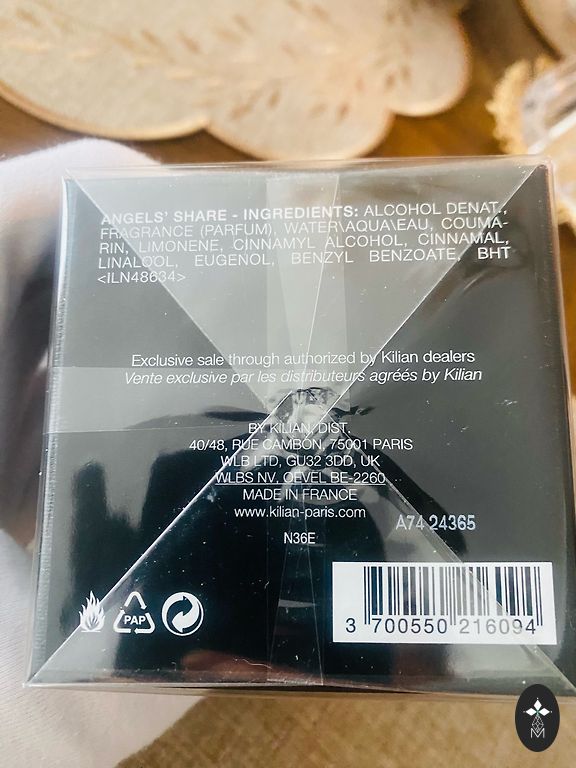 ANGELS' SHARE - INGREDIENTS: ALCOHOL DENAT.,
FRAGRANCE (PARFUM), WATER\AQUA\EAU, COUMA-
RIN, LIMONENE, CINNAMYL ALCOHOL, CINNAMAL,
LINALOOL, EUGENOL, BENZYL BENZOATE, BHT
<ILN48634>
Exclusive sale through authorized by Kilian dealers
Vente exclusive par les distributeurs agréés by Kilian
BY KILIAN, DIST.
40/48, RUE CAMBON, 75001 PARIS
WLB LTD, GU32 3DD, UK
WLBS NV, OEVEL BE-2260
MADE IN FRANCE
www.kilian-paris.com
A74 24365
N36E
PAP
3 700550 216094
M